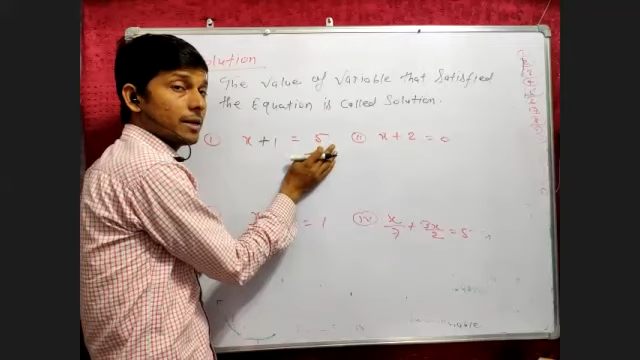 olution
The value of variable that satisfied
the Equation is called Solution.
(i) x + 1 = 5 (ii) x + 2 = 0
x = 1 (iv) x/7 + 3x/2 = 5